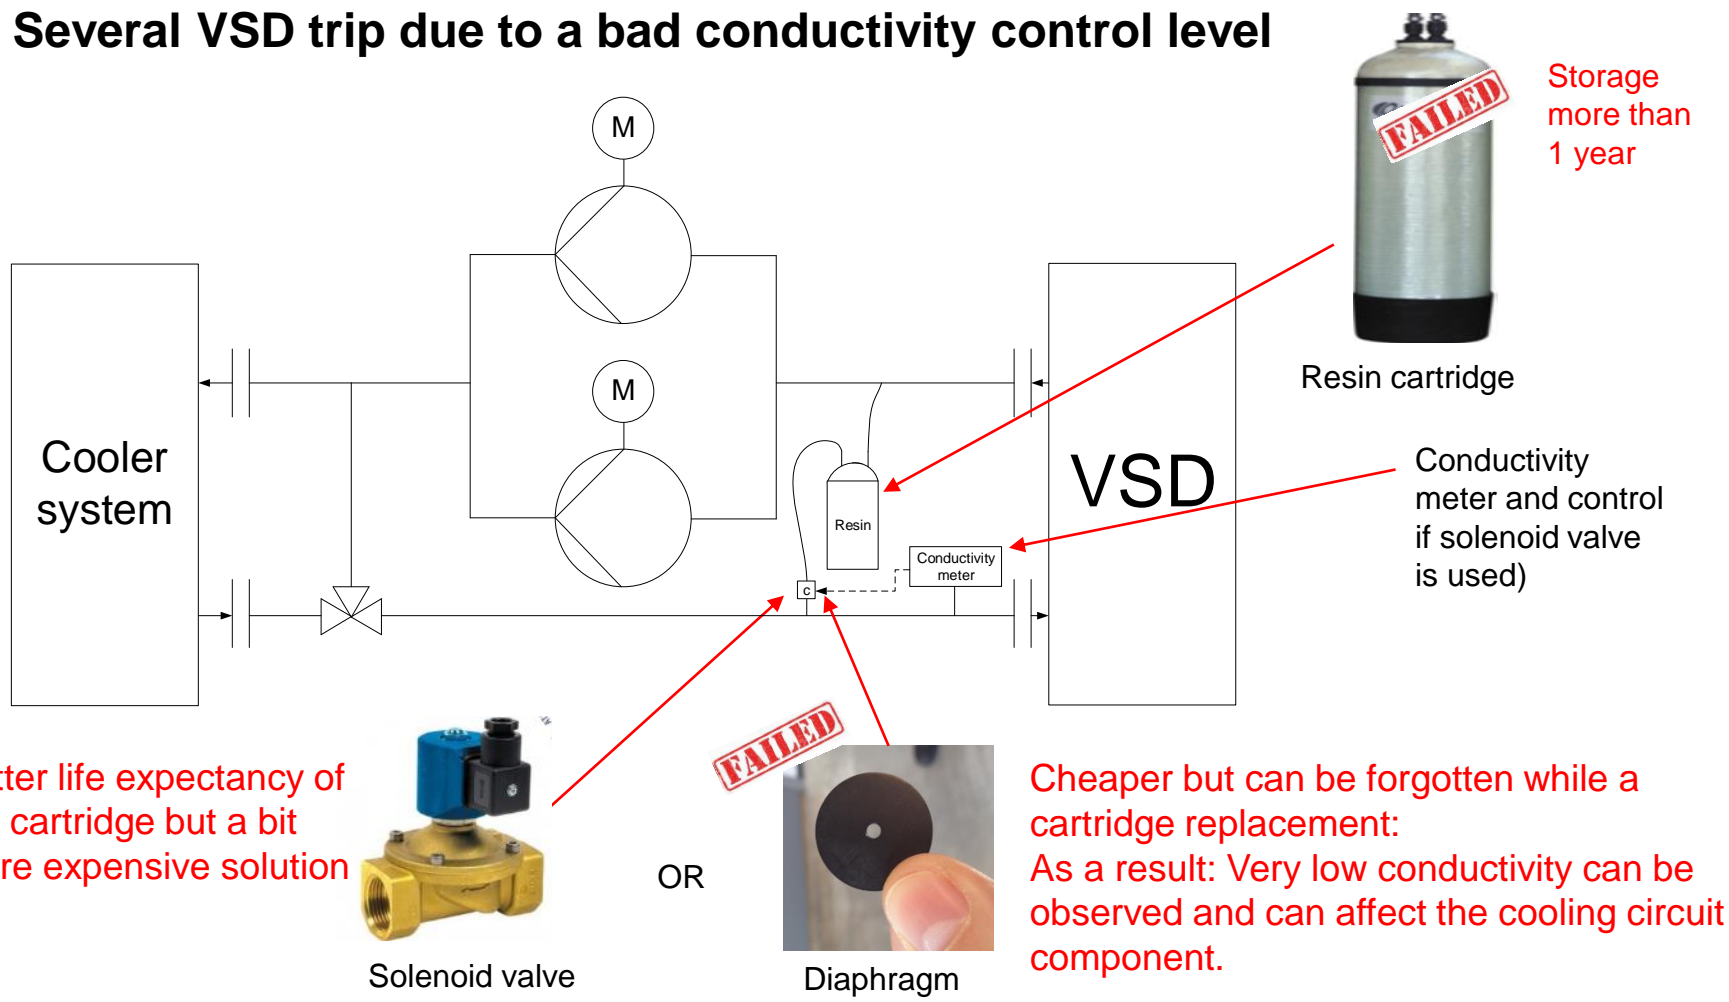 Several VSD trip due to a bad conductivity control level
FAILED
Storage
more than
1 year
M
Resin cartridge
M
Cooler
system
VSD
Conductivity
meter and control
if solenoid valve
is used)
Resin
Conductivity
meter
c
FAILED
tter life expectancy of
cartridge but a bit
re expensive solution
OR
Cheaper but can be forgotten while a
cartridge replacement:
As a result: Very low conductivity can be
observed and can affect the cooling circuit
component.
Solenoid valve
Diaphragm